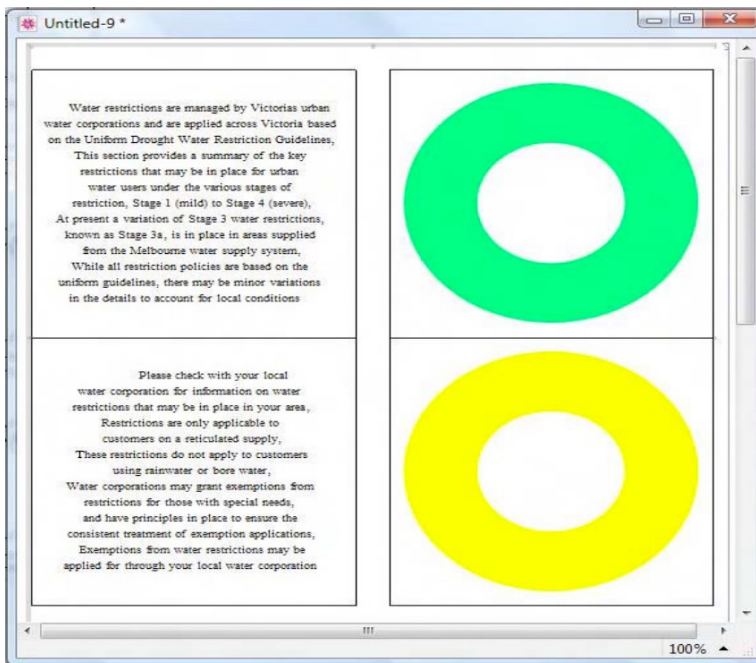 Untitled-9 *
Water restrictions are managed by Victorias urban
water corporations and are applied across Victoria based
on the Uniform Drought Water Restriction Guidelines,
This section provides a summary of the key
restrictions that may be in place for urban
water users under the various stages of
restriction, Stage 1 (mild) to Stage 4 (severe),
At present a variation of Stage 3 water restrictions,
known as Stage 3a, is in place in areas supplied
from the Melbourne water supply system,
While all restriction policies are based on the
uniform guidelines, there may be minor variations
in the details to account for local conditions
Please check with your local
water corporation for information on water
restrictions that may be in place in your area,
Restrictions are only applicable to
customers on a reticulated supply,
These restrictions do not apply to customers
using rainwater or bore water,
Water corporations may grant exemptions from
restrictions for those with special needs,
and have principles in place to ensure the
consistent treatment of exemption applications,
Exemptions from water restrictions may be
applied for through your local water corporation
100%